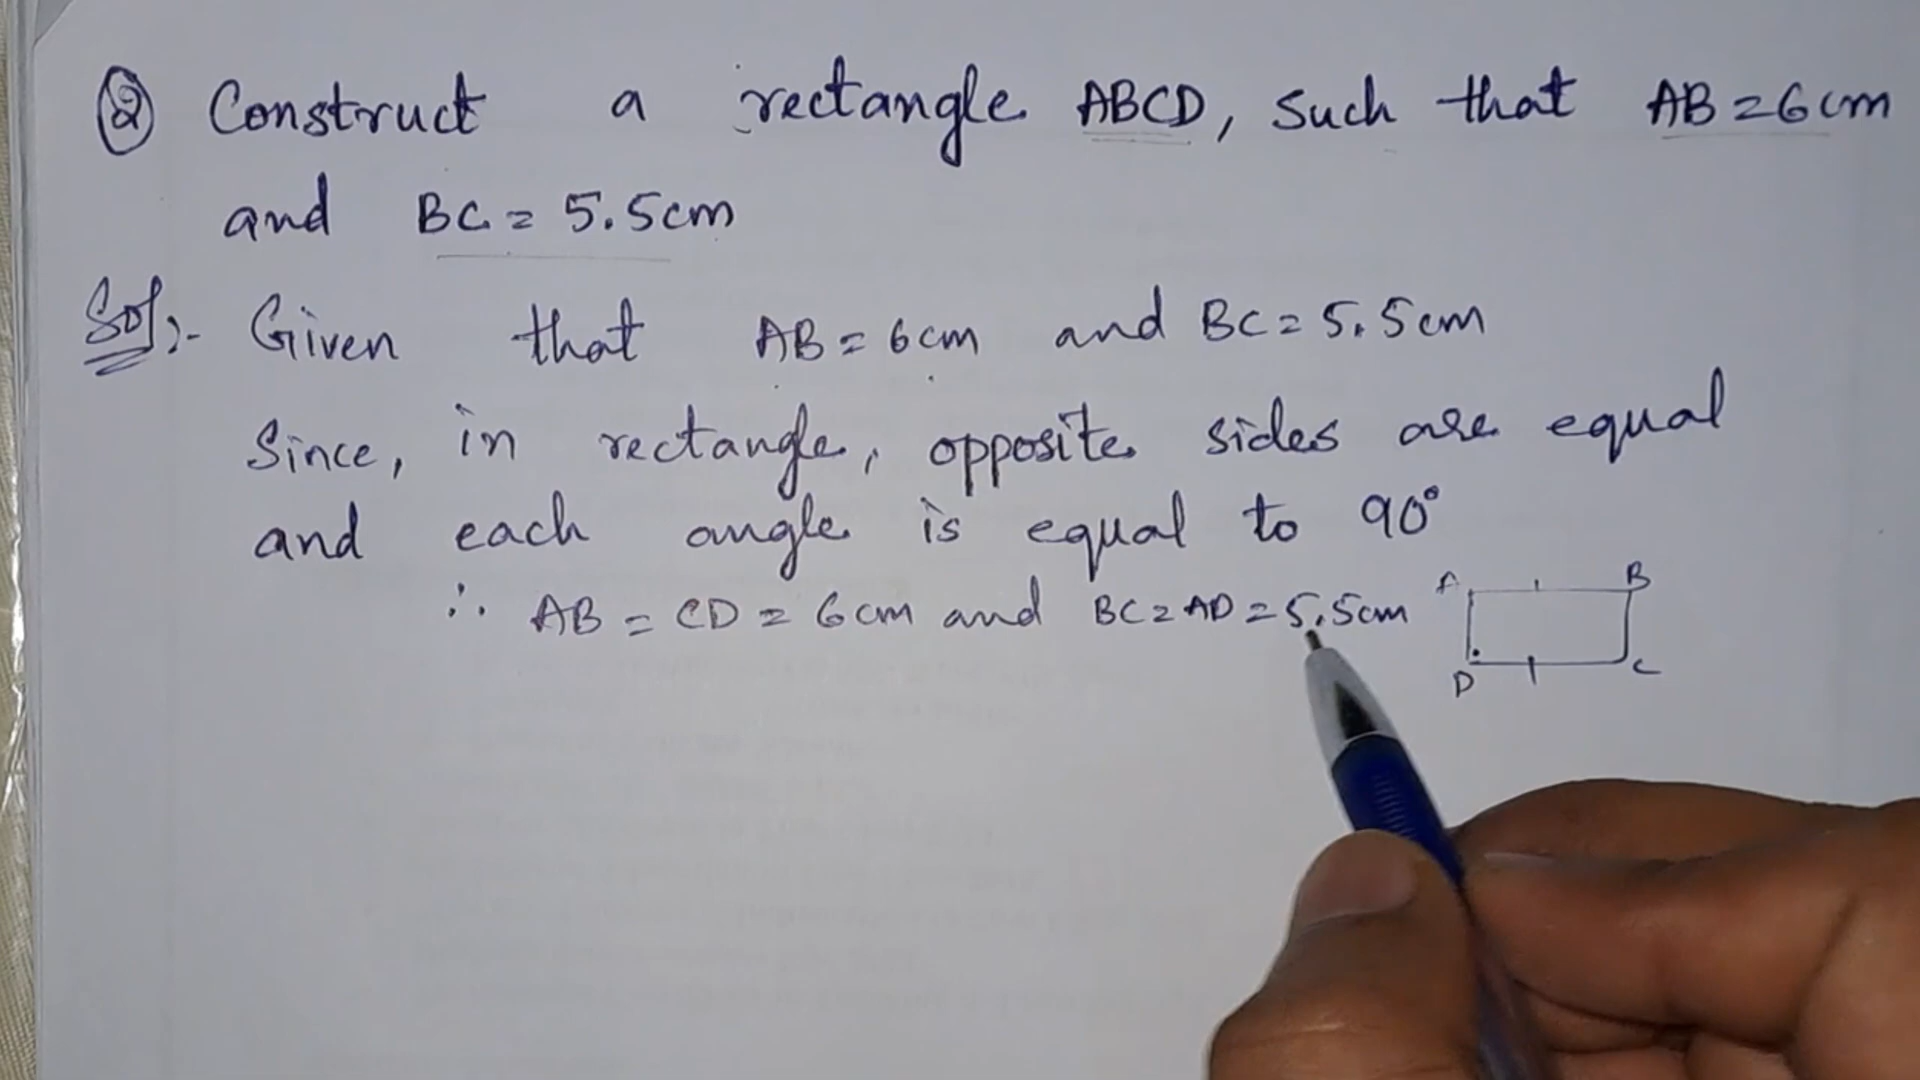 ② Construct a rectangle ABCD, such that AB = 6cm
and BC = 5.5cm
Sol:- Given that AB = 6cm and BC = 5.5cm
Since, in rectangle, opposite sides are equal
and each angle is equal to 90°
∴ AB = CD = 6cm and BC = AD = 5.5cm
A B
D C